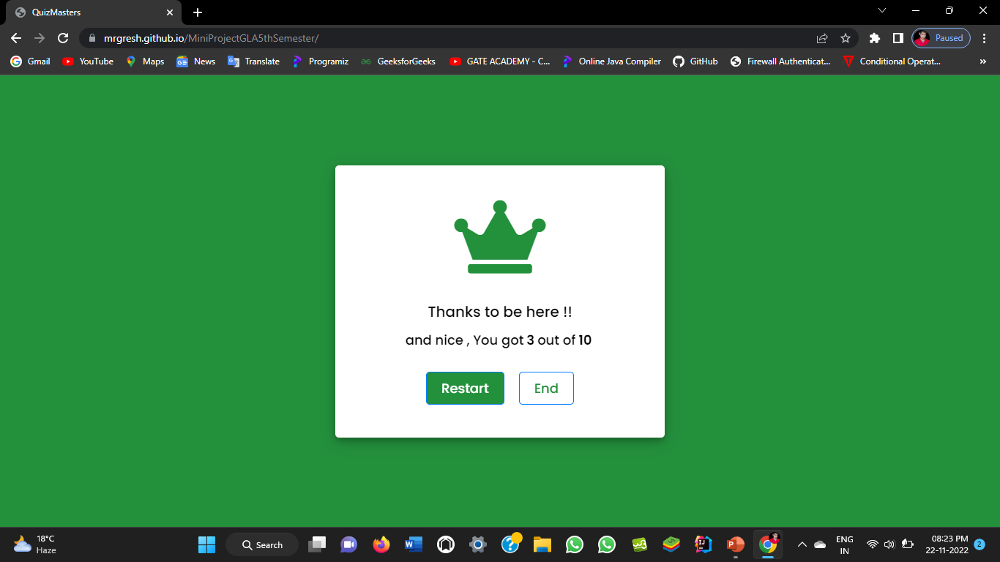 QuizMasters
mrgresh.github.io/MiniProjectGLA5thSemester/
Paused
Gmail YouTube Maps News Translate Programiz GeeksforGeeks GATE ACADEMY - C... Online Java Compiler GitHub Firewall Authenticat... Conditional Operat... »
Thanks to be here !!
and nice , You got 3 out of 10
Restart End
18°C
Haze
Search
ENG
IN
08:23 PM
22-11-2022
2